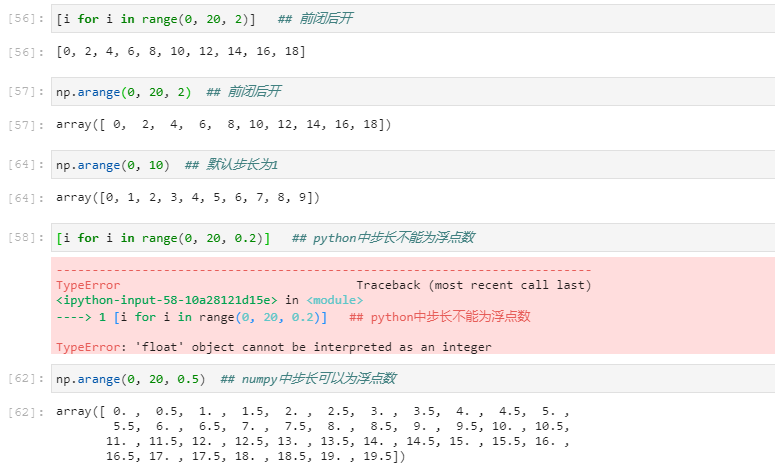 [56]: [i for i in range(0, 20, 2)]   ## 前闭后开
[56]: [0, 2, 4, 6, 8, 10, 12, 14, 16, 18]
[57]: np.arange(0, 20, 2)  ## 前闭后开
[57]: array([ 0,  2,  4,  6,  8, 10, 12, 14, 16, 18])
[64]: np.arange(0, 10)  ## 默认步长为1
[64]: array([0, 1, 2, 3, 4, 5, 6, 7, 8, 9])
[58]: [i for i in range(0, 20, 0.2)]   ## python中步长不能为浮点数
---------------------------------------------------------------------------
TypeError                                 Traceback (most recent call last)
<ipython-input-58-10a28121d15e> in <module>
----> 1 [i for i in range(0, 20, 0.2)]   ## python中步长不能为浮点数
TypeError: 'float' object cannot be interpreted as an integer
[62]: np.arange(0, 20, 0.5)  ## numpy中步长可以为浮点数
[62]: array([ 0. ,  0.5,  1. ,  1.5,  2. ,  2.5,  3. ,  3.5,  4. ,  4.5,  5. ,
5.5,  6. ,  6.5,  7. ,  7.5,  8. ,  8.5,  9. ,  9.5, 10. , 10.5,
11. , 11.5, 12. , 12.5, 13. , 13.5, 14. , 14.5, 15. , 15.5, 16. ,
16.5, 17. , 17.5, 18. , 18.5, 19. , 19.5])